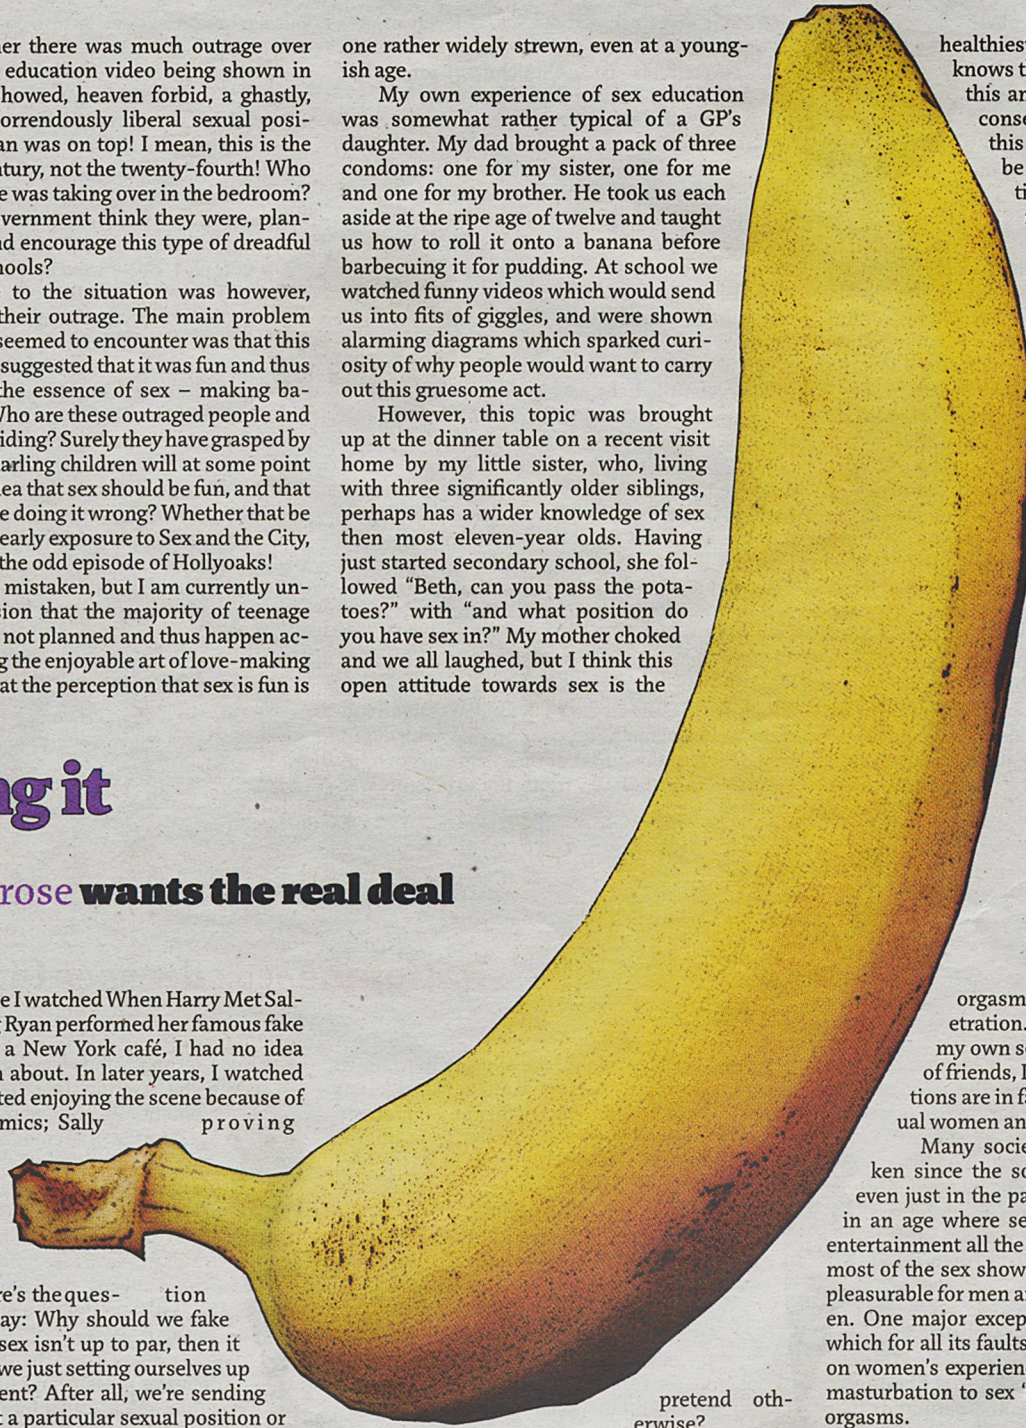 her there was much outrage over
education video being shown in
howed, heaven forbid, a ghastly,
orrendously liberal sexual posi-
an was on top! I mean, this is the
ntury, not the twenty-fourth! Who
e was taking over in the bedroom?
vernment think they were, plan-
nd encourage this type of dreadful
hools?
to the situation was however,
their outrage. The main problem
seemed to encounter was that this
suggested that it was fun and thus
the essence of sex – making ba-
Who are these outraged people and
iding? Surely they have grasped by
arling children will at some point
lea that sex should be fun, and that
e doing it wrong? Whether that be
early exposure to Sex and the City,
the odd episode of Hollyoaks!
mistaken, but I am currently un-
sion that the majority of teenage
not planned and thus happen ac-
g the enjoyable art of love-making
at the perception that sex is fun is
one rather widely strewn, even at a young-
ish age.
My own experience of sex education
was somewhat rather typical of a GP's
daughter. My dad brought a pack of three
condoms: one for my sister, one for me
and one for my brother. He took us each
aside at the ripe age of twelve and taught
us how to roll it onto a banana before
barbecuing it for pudding. At school we
watched funny videos which would send
us into fits of giggles, and were shown
alarming diagrams which sparked curi-
osity of why people would want to carry
out this gruesome act.
However, this topic was brought
up at the dinner table on a recent visit
home by my little sister, who, living
with three significantly older siblings,
perhaps has a wider knowledge of sex
then most eleven-year olds. Having
just started secondary school, she fol-
lowed “Beth, can you pass the pota-
toes?” with “and what position do
you have sex in?” My mother choked
and we all laughed, but I think this
open attitude towards sex is the
healthies
knows t
this an
conse
this
be
ti
ng it
rose wants the real deal
e I watched When Harry Met Sal-
g Ryan performed her famous fake
a New York café, I had no idea
n about. In later years, I watched
ted enjoying the scene because of
mics; Sally proving
re's the ques- tion
ay: Why should we fake
sex isn't up to par, then it
we just setting ourselves up
ent? After all, we're sending
t a particular sexual position or
pretend oth-
erwise?
orgasm
etration.
my own s
of friends, I
tions are in f
ual women an
Many socie
ken since the so
even just in the pa
in an age where se
entertainment all the
most of the sex show
pleasurable for men a
en. One major excep
which for all its faults
on women's experien
masturbation to sex ‘
orgasms.